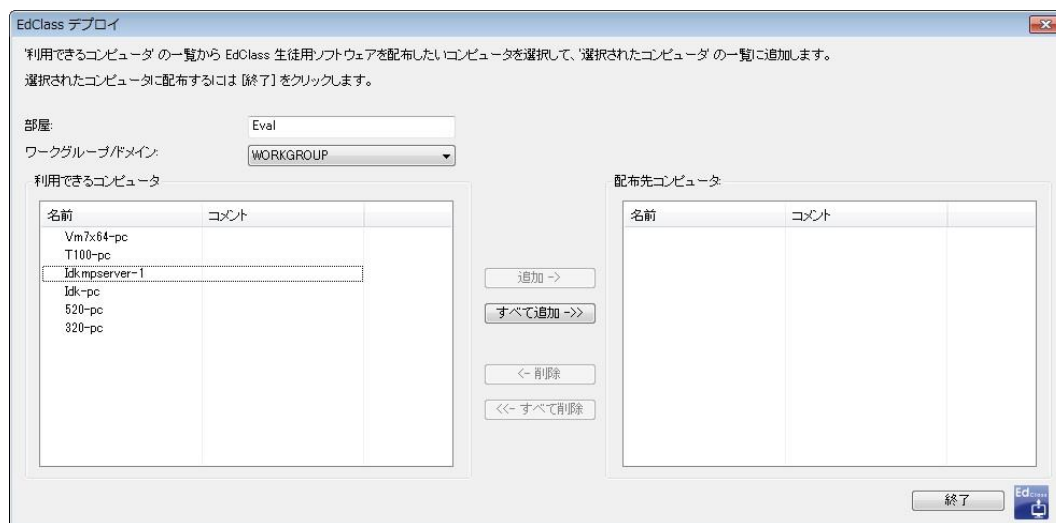 EdClass デプロイ
'利用できるコンピュータ' の一覧から EdClass 生徒用ソフトウェアを配布したいコンピュータを選択して、'選択されたコンピュータ' の一覧に追加します。
選択されたコンピュータに配布するには [終了] をクリックします。
部屋: Eval
ワークグループ/ドメイン: WORKGROUP
利用できるコンピュータ
名前 コメント
Vm7x64-pc
T100-pc
Idkmpserver-1
Idk-pc
520-pc
320-pc
追加 ->
すべて追加 ->>
<- 削除
<<- すべて削除
配布先コンピュータ
名前 コメント
終了
EdClass